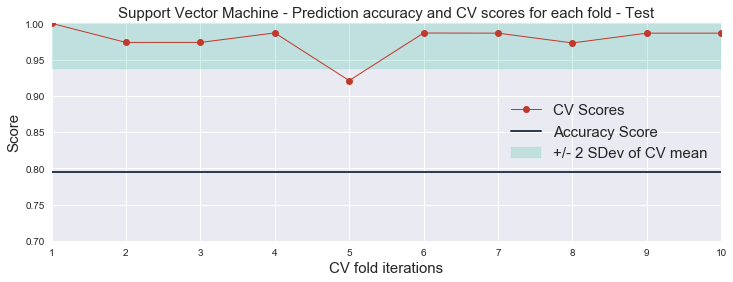 Support Vector Machine - Prediction accuracy and CV scores for each fold - Test
1.00
0.95
0.90
0.85
0.80
0.75
0.70
Score
CV Scores
Accuracy Score
+/- 2 SDev of CV mean
1 2 3 4 5 6 7 8 9 10
CV fold iterations